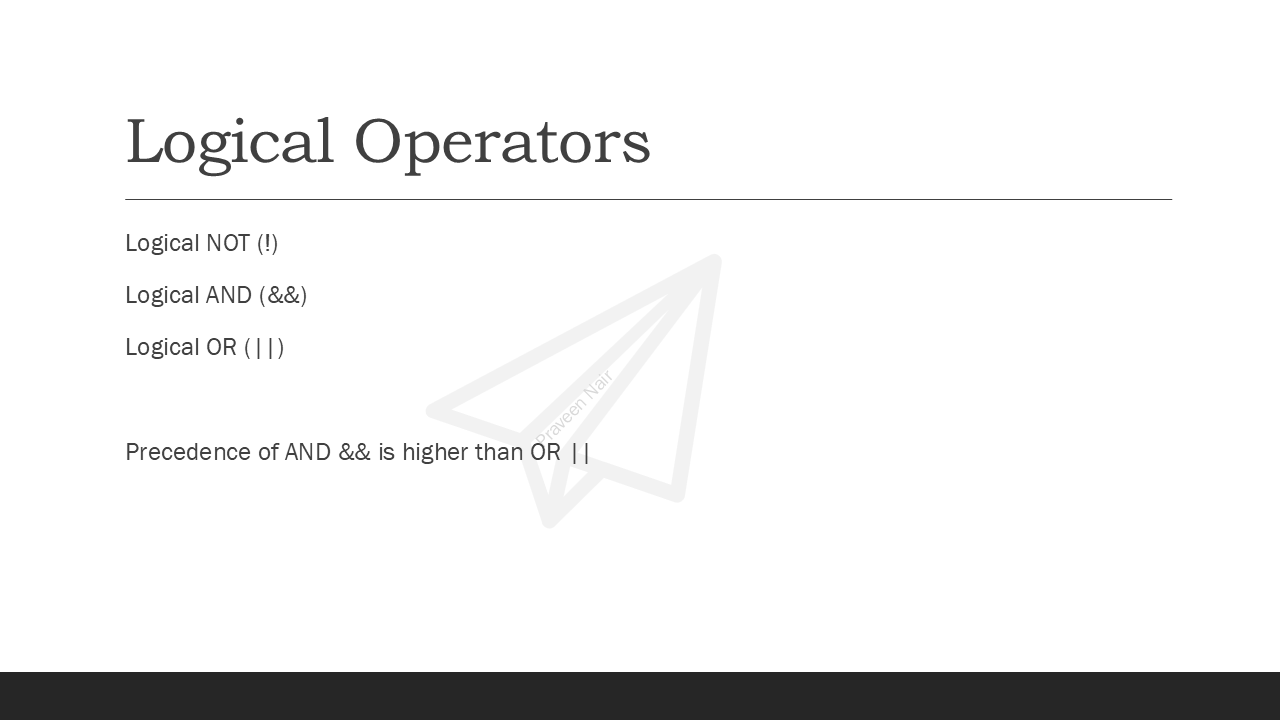 Logical Operators
Logical NOT (!)
Logical AND (&&)
Logical OR (||)
Praveen Nair
Precedence of AND && is higher than OR ||